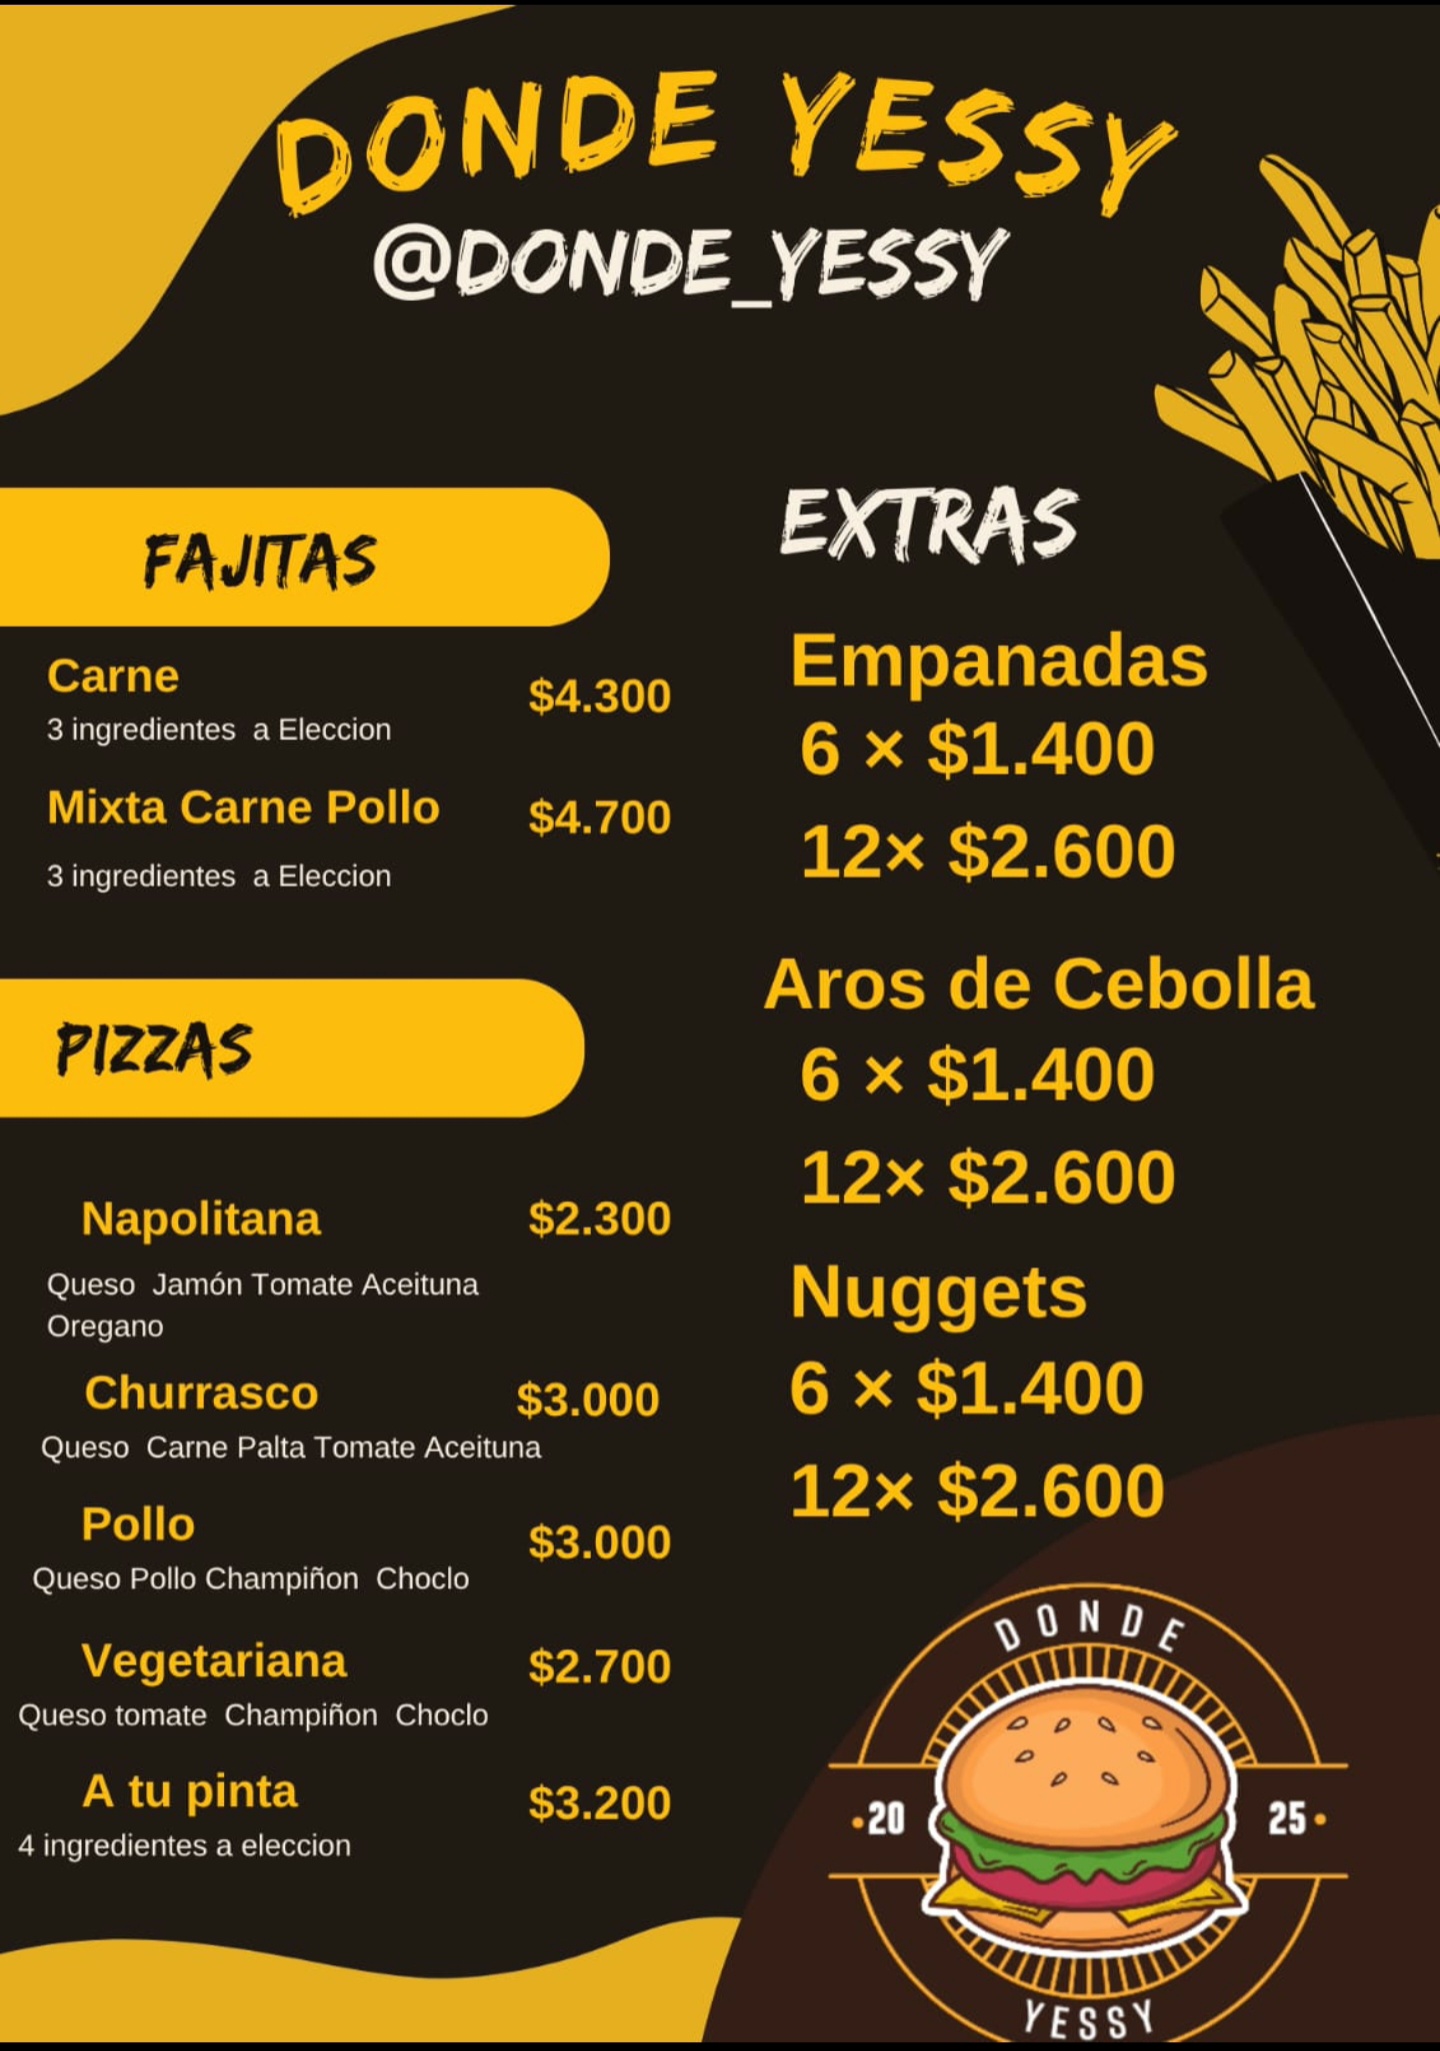 DONDE YESSY
@DONDE_YESSY
FAJITAS
Carne
$4.300
3 ingredientes a Eleccion
Mixta Carne Pollo
$4.700
3 ingredientes a Eleccion
PIZZAS
Napolitana
$2.300
Queso Jamón Tomate Aceituna
Oregano
Churrasco
$3.000
Queso Carne Palta Tomate Aceituna
Pollo
$3.000
Queso Pollo Champiñon Choclo
Vegetariana
$2.700
Queso tomate Champiñon Choclo
A tu pinta
$3.200
4 ingredientes a eleccion
EXTRAS
Empanadas
6 × $1.400
12× $2.600
Aros de Cebolla
6 × $1.400
12× $2.600
Nuggets
6 × $1.400
12× $2.600
DONDE
•20 25•
YESSY